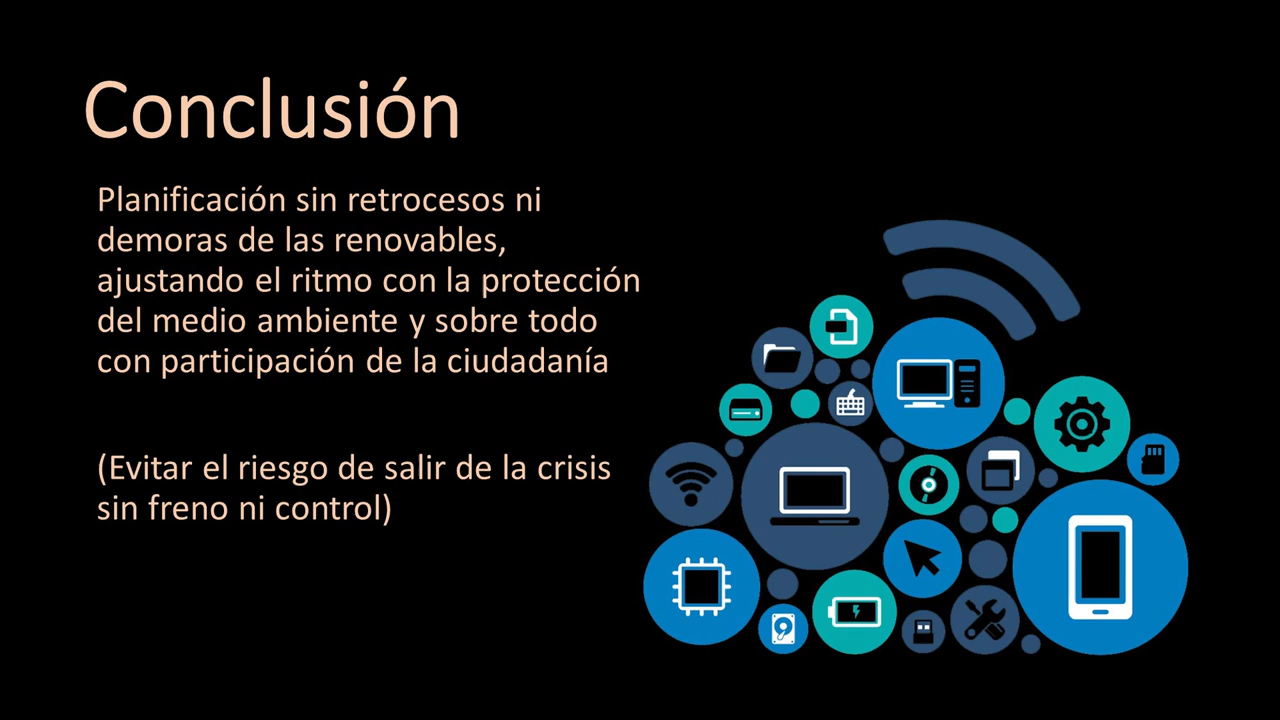 Conclusión
Planificación sin retrocesos ni
demoras de las renovables,
ajustando el ritmo con la protección
del medio ambiente y sobre todo
con participación de la ciudadanía
(Evitar el riesgo de salir de la crisis
sin freno ni control)